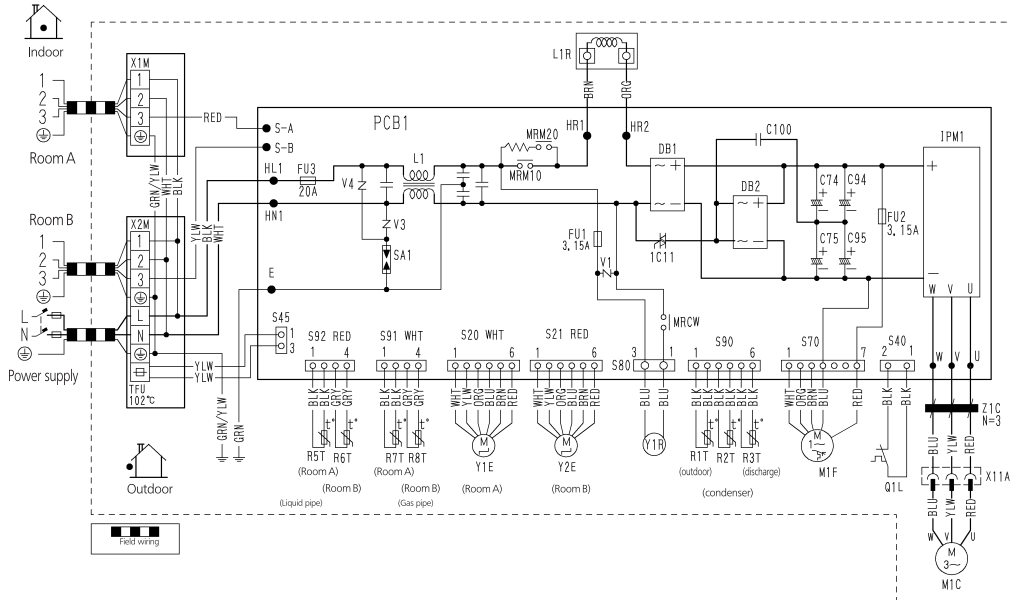 Indoor
1
2
3
Room A
Room B
1
2
3
L
N
Power supply
Outdoor
Field wiring
X1M
1
2
3
X2M
1
2
3
L
N
TFU
102°C
RED
GRN/YLW
WHT
BLK
YLW
BLK
WHT
YLW
YLW
GRN/YLW
GRN
PCB1
S-A
S-B
HL1
HN1
E
FU3
20A
V4
L1
V3
SA1
MRM20
MRM10
L1R
BRN
ORG
HR1
HR2
DB1
DB2
C100
C74
C94
C75
C95
FU2
3.15A
IPM1
+
−
W V U
FU1
3.15A
V1
1C11
MRCW
S45
1
3
S92 RED
1 4
BLK BLK GRY GRY
t° t°
R5T R6T
(Room A)
(Room B)
(Liquid pipe)
S91 WHT
1 4
BLK BLK GRY GRY
t° t°
R7T R8T
(Room A)
(Room B)
(Gas pipe)
S20 WHT
1 6
WHT YLW ORG BLU BRN RED
M
Y1E
(Room A)
S21 RED
1 6
WHT YLW ORG BLU BRN RED
M
Y2E
(Room B)
S80
3 1
BLU BLU
Y1R
S90
1 6
BLK BLK BLK BLK BLK BLK
t° t° t°
R1T R2T R3T
(outdoor) (discharge)
(condenser)
S70
1 7
WHT ORG BRN BLU RED
M
1~
M1F
S40
2 1
BLK BLK
Q1L
W V U
Z1C
N=3
BLU YLW RED
X11A
BLU YLW RED
W V U
M
3~
M1C